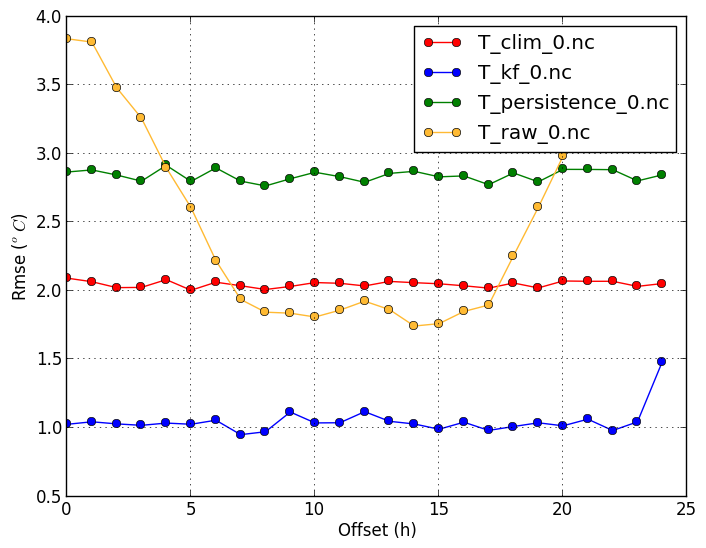 4.0
3.5
3.0
2.5
2.0
1.5
1.0
0.5
Rmse (° C)
T_clim_0.nc
T_kf_0.nc
T_persistence_0.nc
T_raw_0.nc
0 5 10 15 20 25
Offset (h)